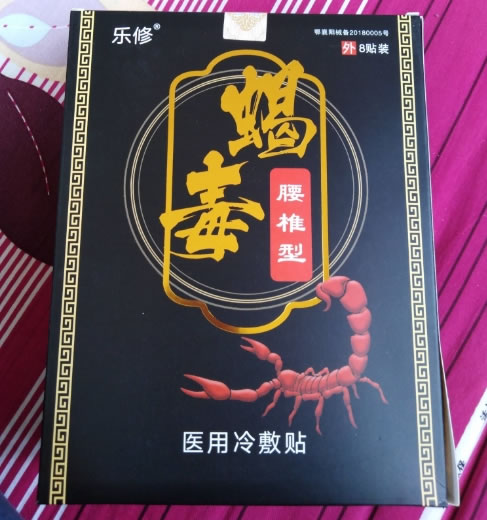 乐修®
鄂襄阳械备20180005号
外 8贴装
蝎毒
腰椎型
医用冷敷贴